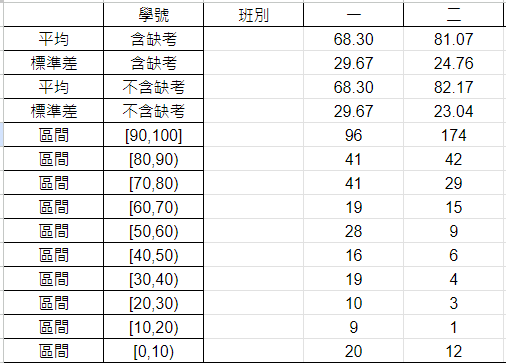 學號 班別 一 二
平均 含缺考 68.30 81.07
標準差 含缺考 29.67 24.76
平均 不含缺考 68.30 82.17
標準差 不含缺考 29.67 23.04
區間 [90,100] 96 174
區間 [80,90) 41 42
區間 [70,80) 41 29
區間 [60,70) 19 15
區間 [50,60) 28 9
區間 [40,50) 16 6
區間 [30,40) 19 4
區間 [20,30) 10 3
區間 [10,20) 9 1
區間 [0,10) 20 12